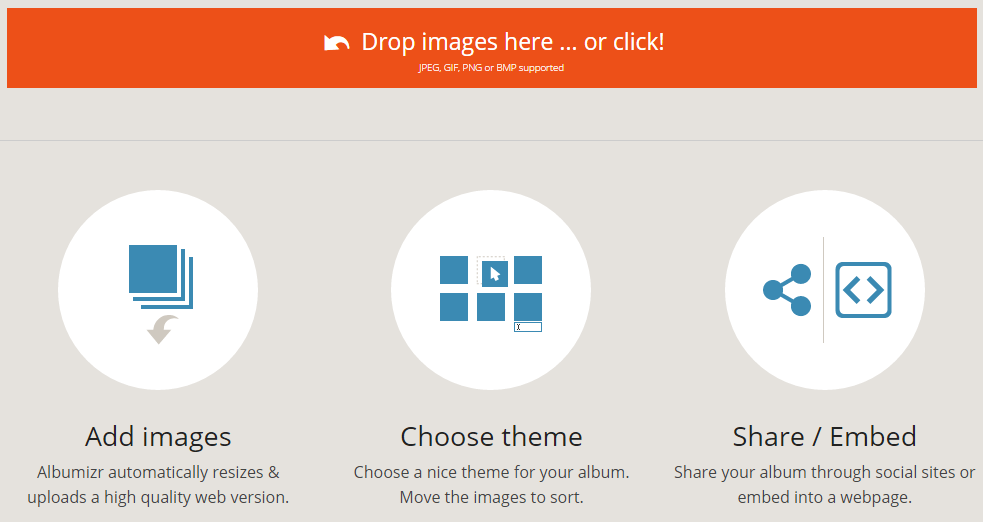 Drop images here ... or click!
JPEG, GIF, PNG or BMP supported
Add images
Albumizr automatically resizes &
uploads a high quality web version.
Choose theme
Choose a nice theme for your album.
Move the images to sort.
Share / Embed
Share your album through social sites or
embed into a webpage.